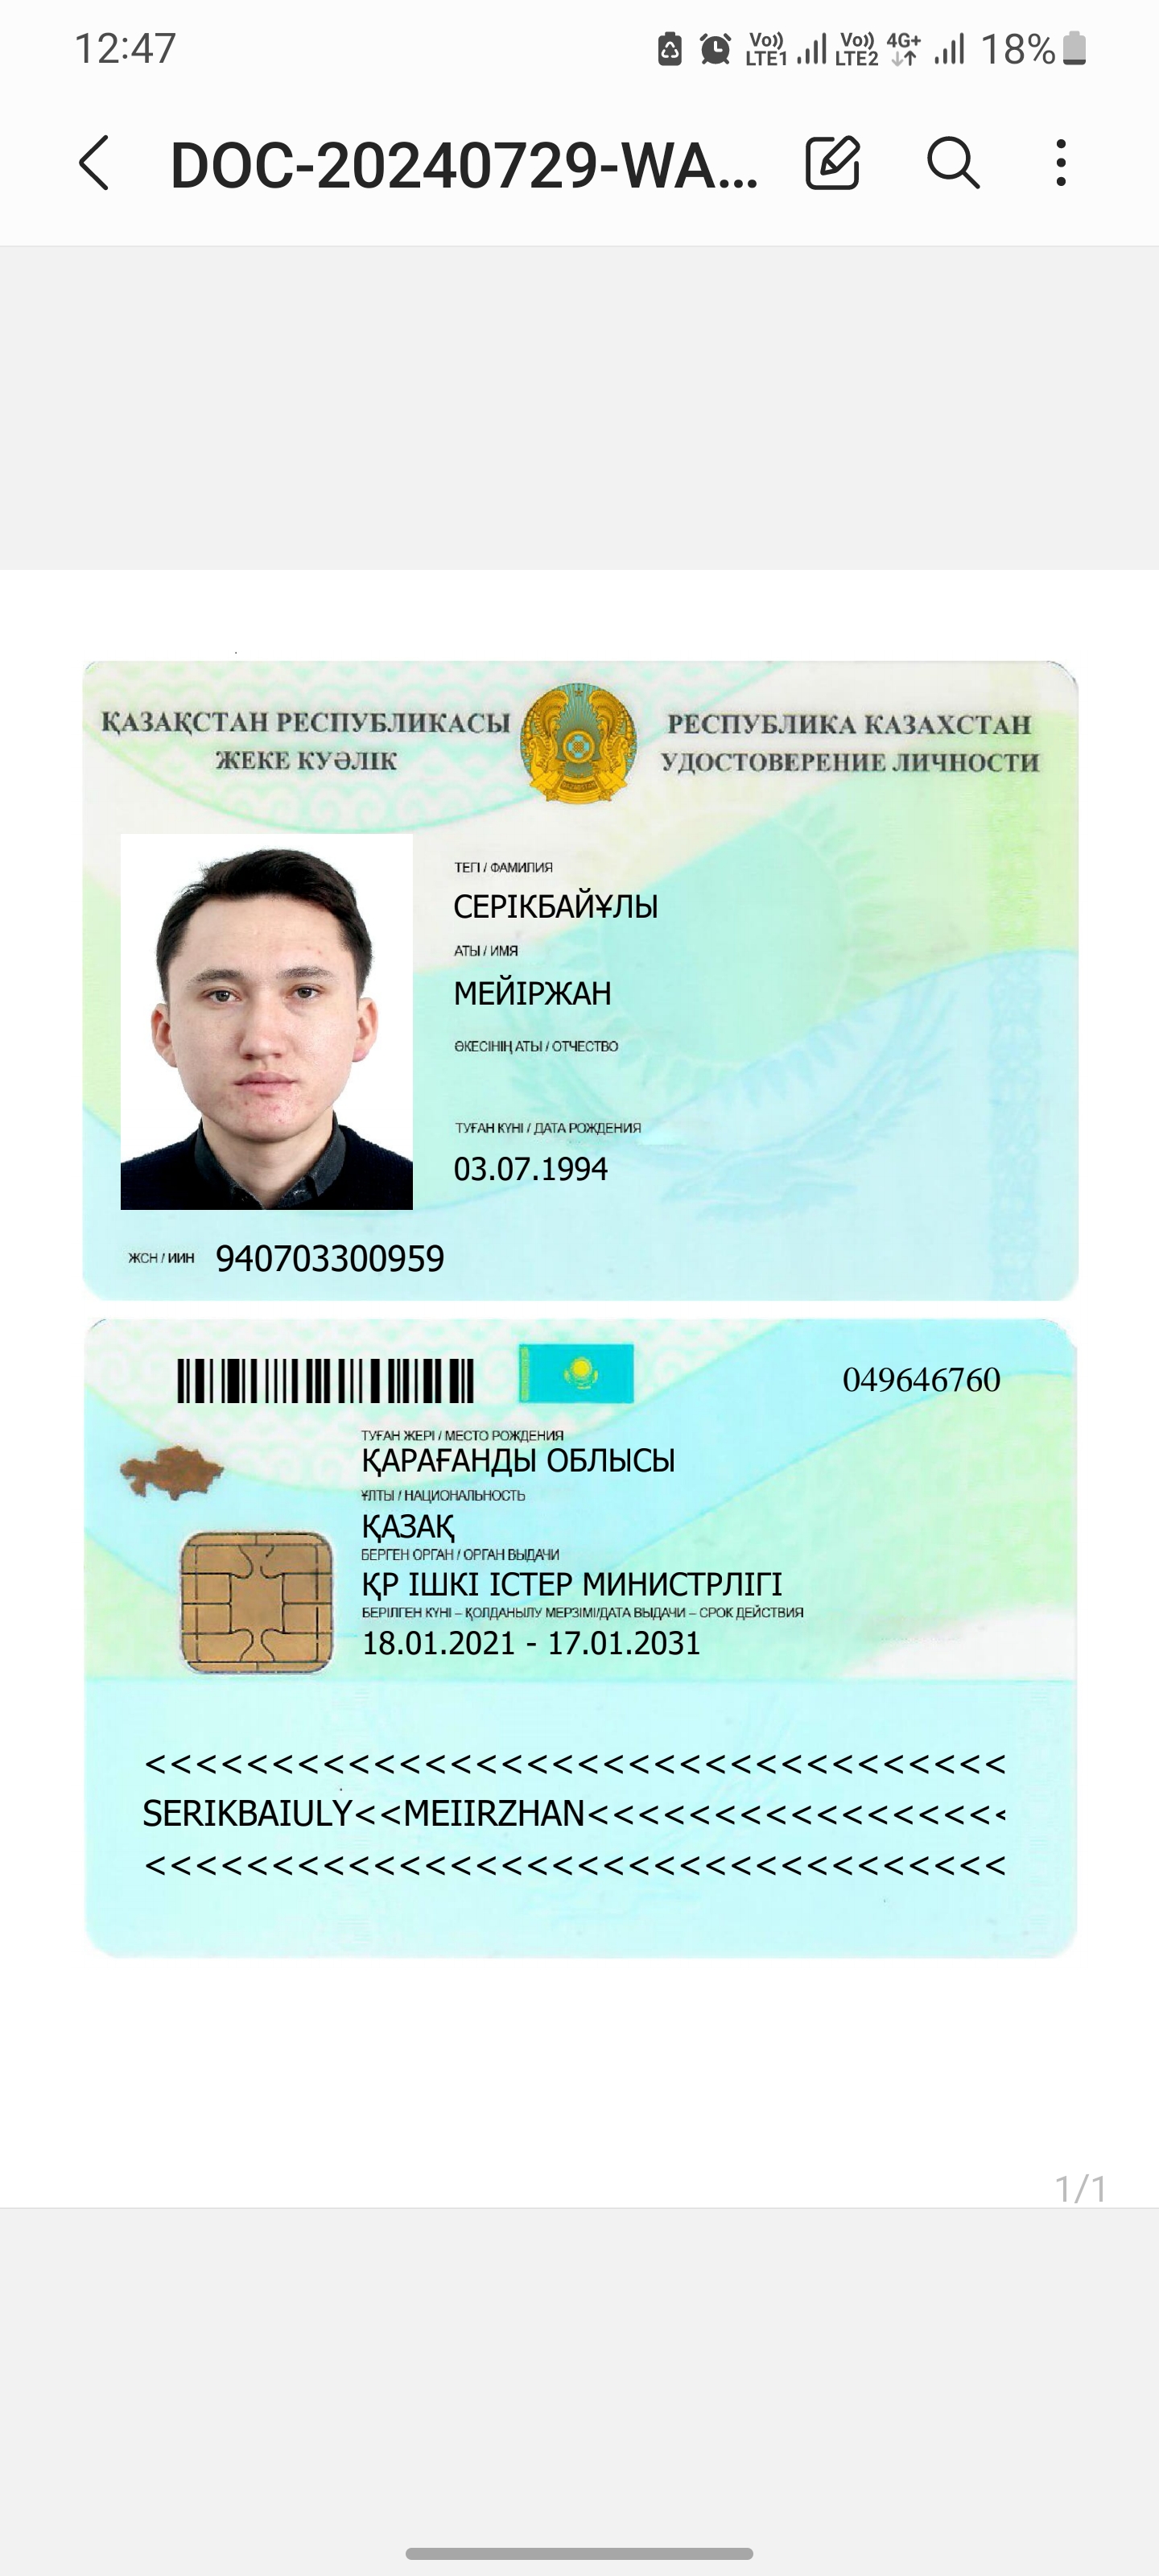 12:47
Vo)) LTE1 Vo)) LTE2 4G+ 18%
DOC-20240729-WA...
ҚАЗАҚСТАН РЕСПУБЛИКАСЫ
ЖЕКЕ КУӘЛІК
РЕСПУБЛИКА КАЗАХСТАН
УДОСТОВЕРЕНИЕ ЛИЧНОСТИ
ТЕГІ / ФАМИЛИЯ
СЕРІКБАЙҰЛЫ
АТЫ / ИМЯ
МЕЙІРЖАН
ӘКЕСІНІҢ АТЫ / ОТЧЕСТВО
ТУҒАН КҮНІ / ДАТА РОЖДЕНИЯ
03.07.1994
ЖСН / ИИН 940703300959
049646760
ТУҒАН ЖЕРІ / МЕСТО РОЖДЕНИЯ
ҚАРАҒАНДЫ ОБЛЫСЫ
ҰЛТЫ / НАЦИОНАЛЬНОСТЬ
ҚАЗАҚ
БЕРГЕН ОРГАН / ОРГАН ВЫДАЧИ
ҚР ІШКІ ІСТЕР МИНИСТРЛІГІ
БЕРІЛГЕН КҮНІ – ҚОЛДАНЫЛУ МЕРЗІМІ/ДАТА ВЫДАЧИ – СРОК ДЕЙСТВИЯ
18.01.2021 - 17.01.2031
<<<<<<<<<<<<<<<<<<<<<<<<<<<<<<<<<<
SERIKBAIULY<<MEIIRZHAN<<<<<<<<<<<<<<<<<
<<<<<<<<<<<<<<<<<<<<<<<<<<<<<<<<<<
1/1